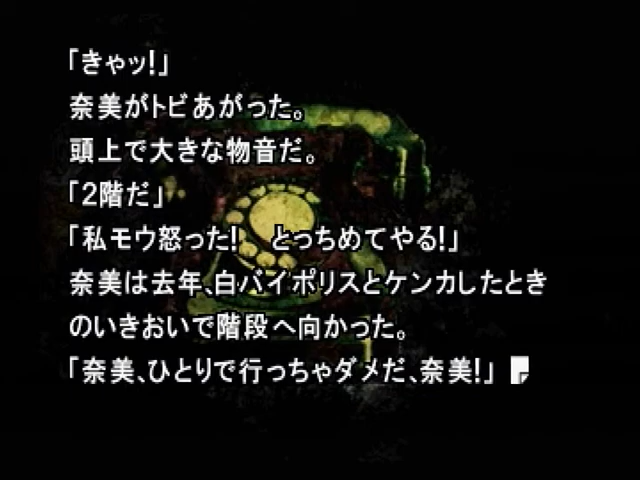 「きゃッ!」
奈美がトビあがった。
頭上で大きな物音だ。
「2階だ」
「私モウ怒った!　とっちめてやる!」
奈美は去年、白バイポリスとケンカしたとき
のいきおいで階段へ向かった。
「奈美、ひとりで行っちゃダメだ、奈美!」